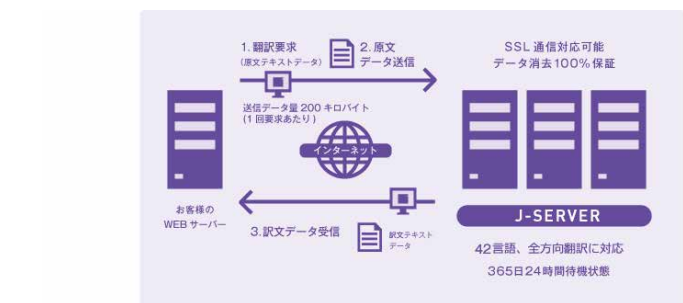 1.翻訳要求
(原文テキストデータ)
2.原文
データ送信
SSL 通信対応可能
データ消去100%保証
送信データ量 200 キロバイト
(1 回要求あたり)
インターネット
お客様の
WEB サーバー
3.訳文データ受信
訳文テキスト
データ
J-SERVER
42言語、全方向翻訳に対応
365日24時間待機状態